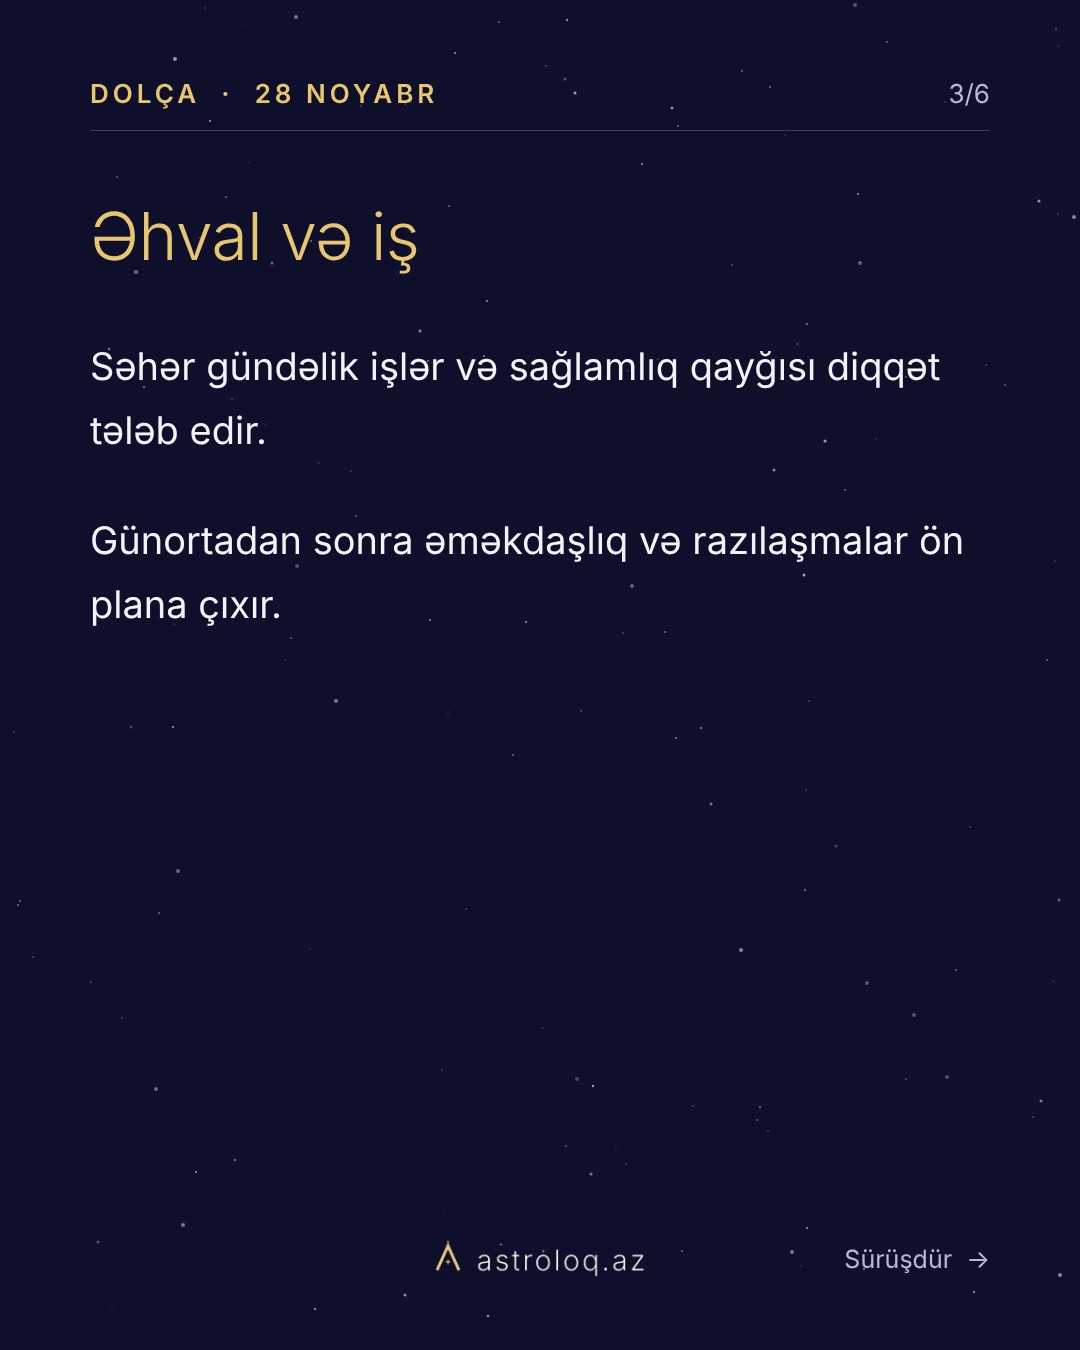 DOLÇA · 28 NOYABR 3/6
Əhval və iş
Səhər gündəlik işlər və sağlamlıq qayğısı diqqət
tələb edir.
Günortadan sonra əməkdaşlıq və razılaşmalar ön
plana çıxır.
astroloq.az Sürüşdür →